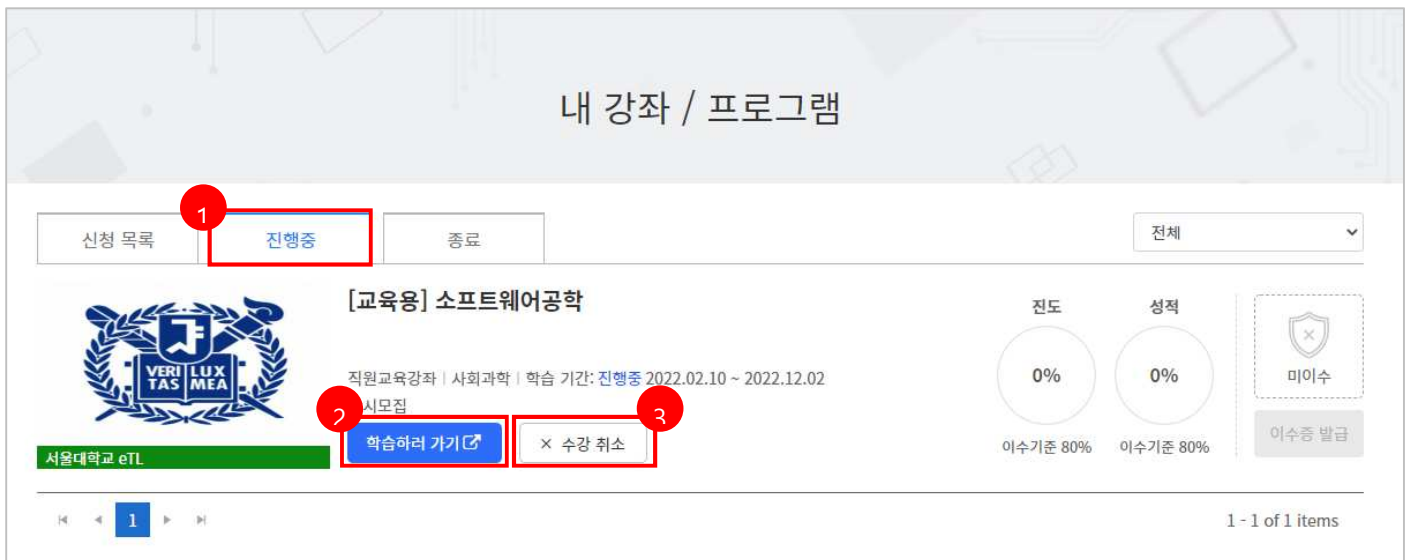 내 강좌 / 프로그램
1
신청 목록 진행중 종료 전체
[교육용] 소프트웨어공학
진도 성적
VERI LUX
TAS MEA
직원교육강좌 | 사회과학 | 학습 기간: 진행중 2022.02.10 ~ 2022.12.02
0% 0% 미이수
2 시모집 3
학습하러 가기 × 수강 취소
이수기준 80% 이수기준 80% 이수증 발급
서울대학교 eTL
1 1 - 1 of 1 items